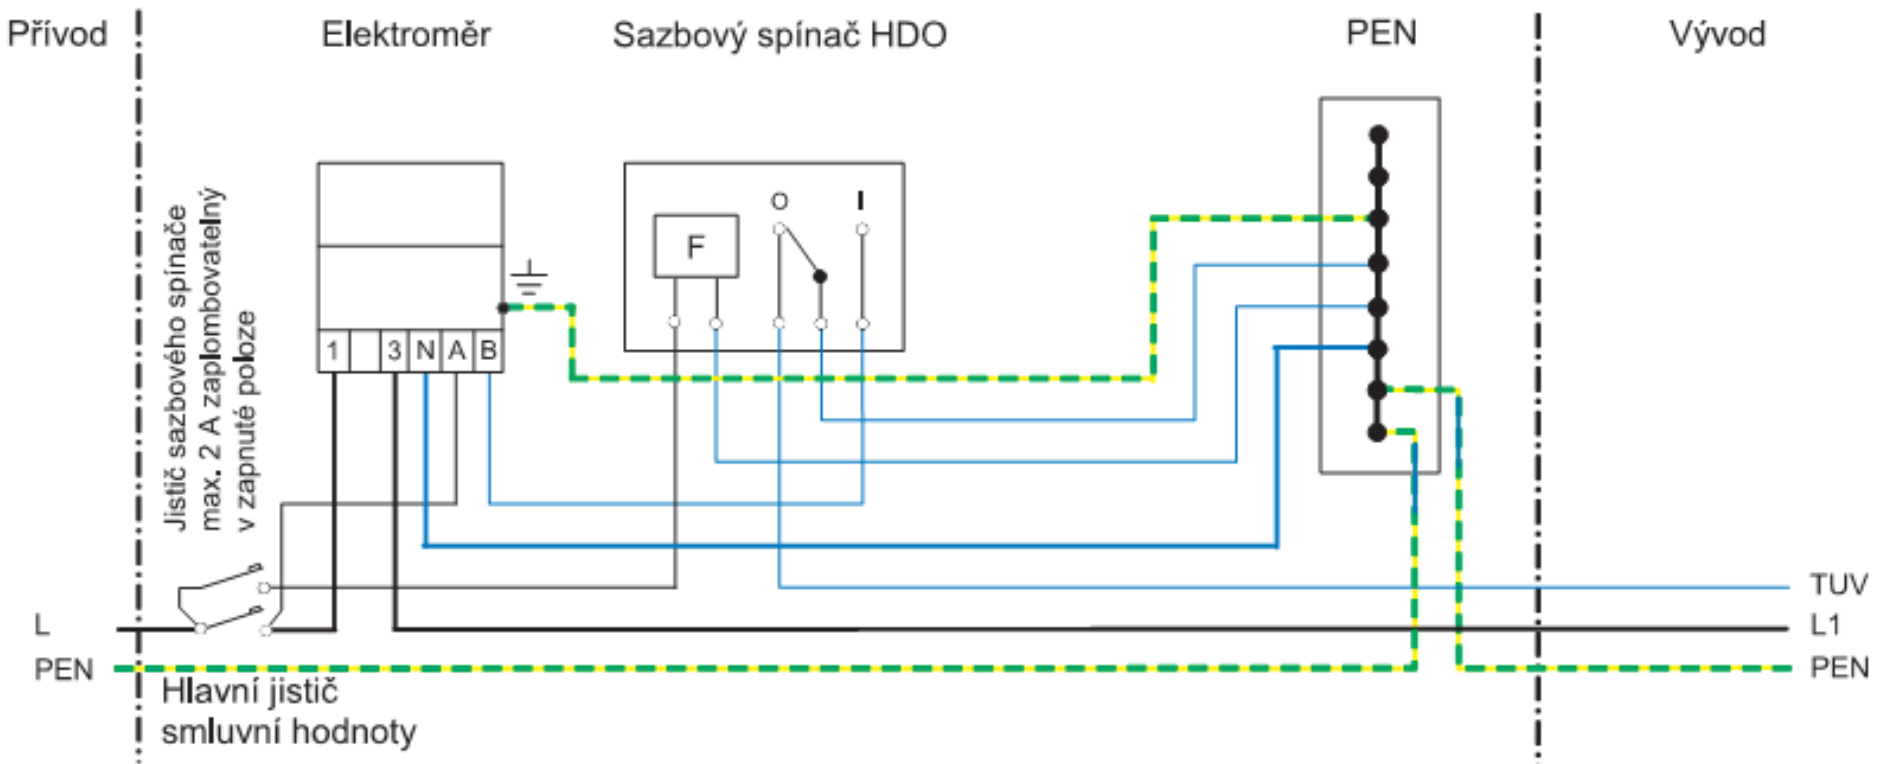 Přívod
Elektroměr
Sazbový spínač HDO
PEN
Vývod
Jistič sazbového spínače
max. 2 A zaplombovatelný
v zapnuté poloze
1
3
N
A
B
F
O
I
L
PEN
Hlavní jistič
smluvní hodnoty
TUV
L1
PEN